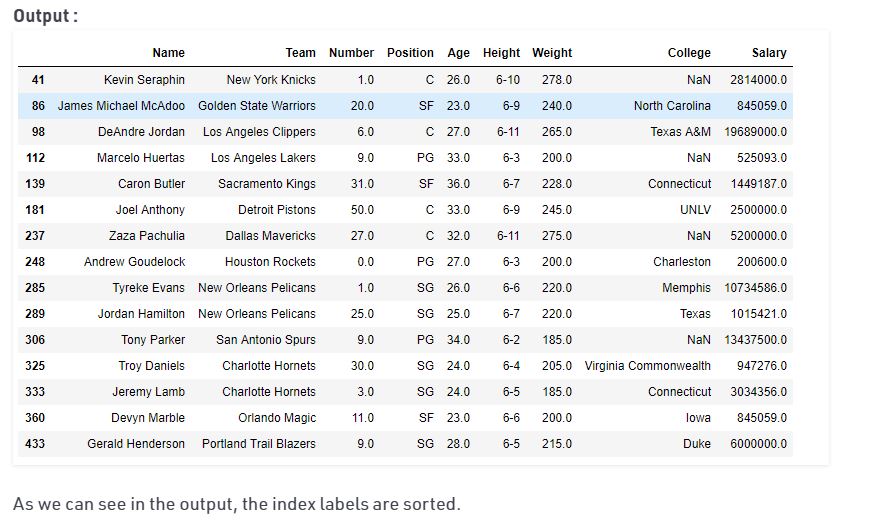 Output :
Name Team Number Position Age Height Weight College Salary
41 Kevin Seraphin New York Knicks 1.0 C 26.0 6-10 278.0 NaN 2814000.0
86 James Michael McAdoo Golden State Warriors 20.0 SF 23.0 6-9 240.0 North Carolina 845059.0
98 DeAndre Jordan Los Angeles Clippers 6.0 C 27.0 6-11 265.0 Texas A&M 19689000.0
112 Marcelo Huertas Los Angeles Lakers 9.0 PG 33.0 6-3 200.0 NaN 525093.0
139 Caron Butler Sacramento Kings 31.0 SF 36.0 6-7 228.0 Connecticut 1449187.0
181 Joel Anthony Detroit Pistons 50.0 C 33.0 6-9 245.0 UNLV 2500000.0
237 Zaza Pachulia Dallas Mavericks 27.0 C 32.0 6-11 275.0 NaN 5200000.0
248 Andrew Goudelock Houston Rockets 0.0 PG 27.0 6-3 200.0 Charleston 200600.0
285 Tyreke Evans New Orleans Pelicans 1.0 SG 26.0 6-6 220.0 Memphis 10734586.0
289 Jordan Hamilton New Orleans Pelicans 25.0 SG 25.0 6-7 220.0 Texas 1015421.0
306 Tony Parker San Antonio Spurs 9.0 PG 34.0 6-2 185.0 NaN 13437500.0
325 Troy Daniels Charlotte Hornets 30.0 SG 24.0 6-4 205.0 Virginia Commonwealth 947276.0
333 Jeremy Lamb Charlotte Hornets 3.0 SG 24.0 6-5 185.0 Connecticut 3034356.0
360 Devyn Marble Orlando Magic 11.0 SF 23.0 6-6 200.0 Iowa 845059.0
433 Gerald Henderson Portland Trail Blazers 9.0 SG 28.0 6-5 215.0 Duke 6000000.0
As we can see in the output, the index labels are sorted.